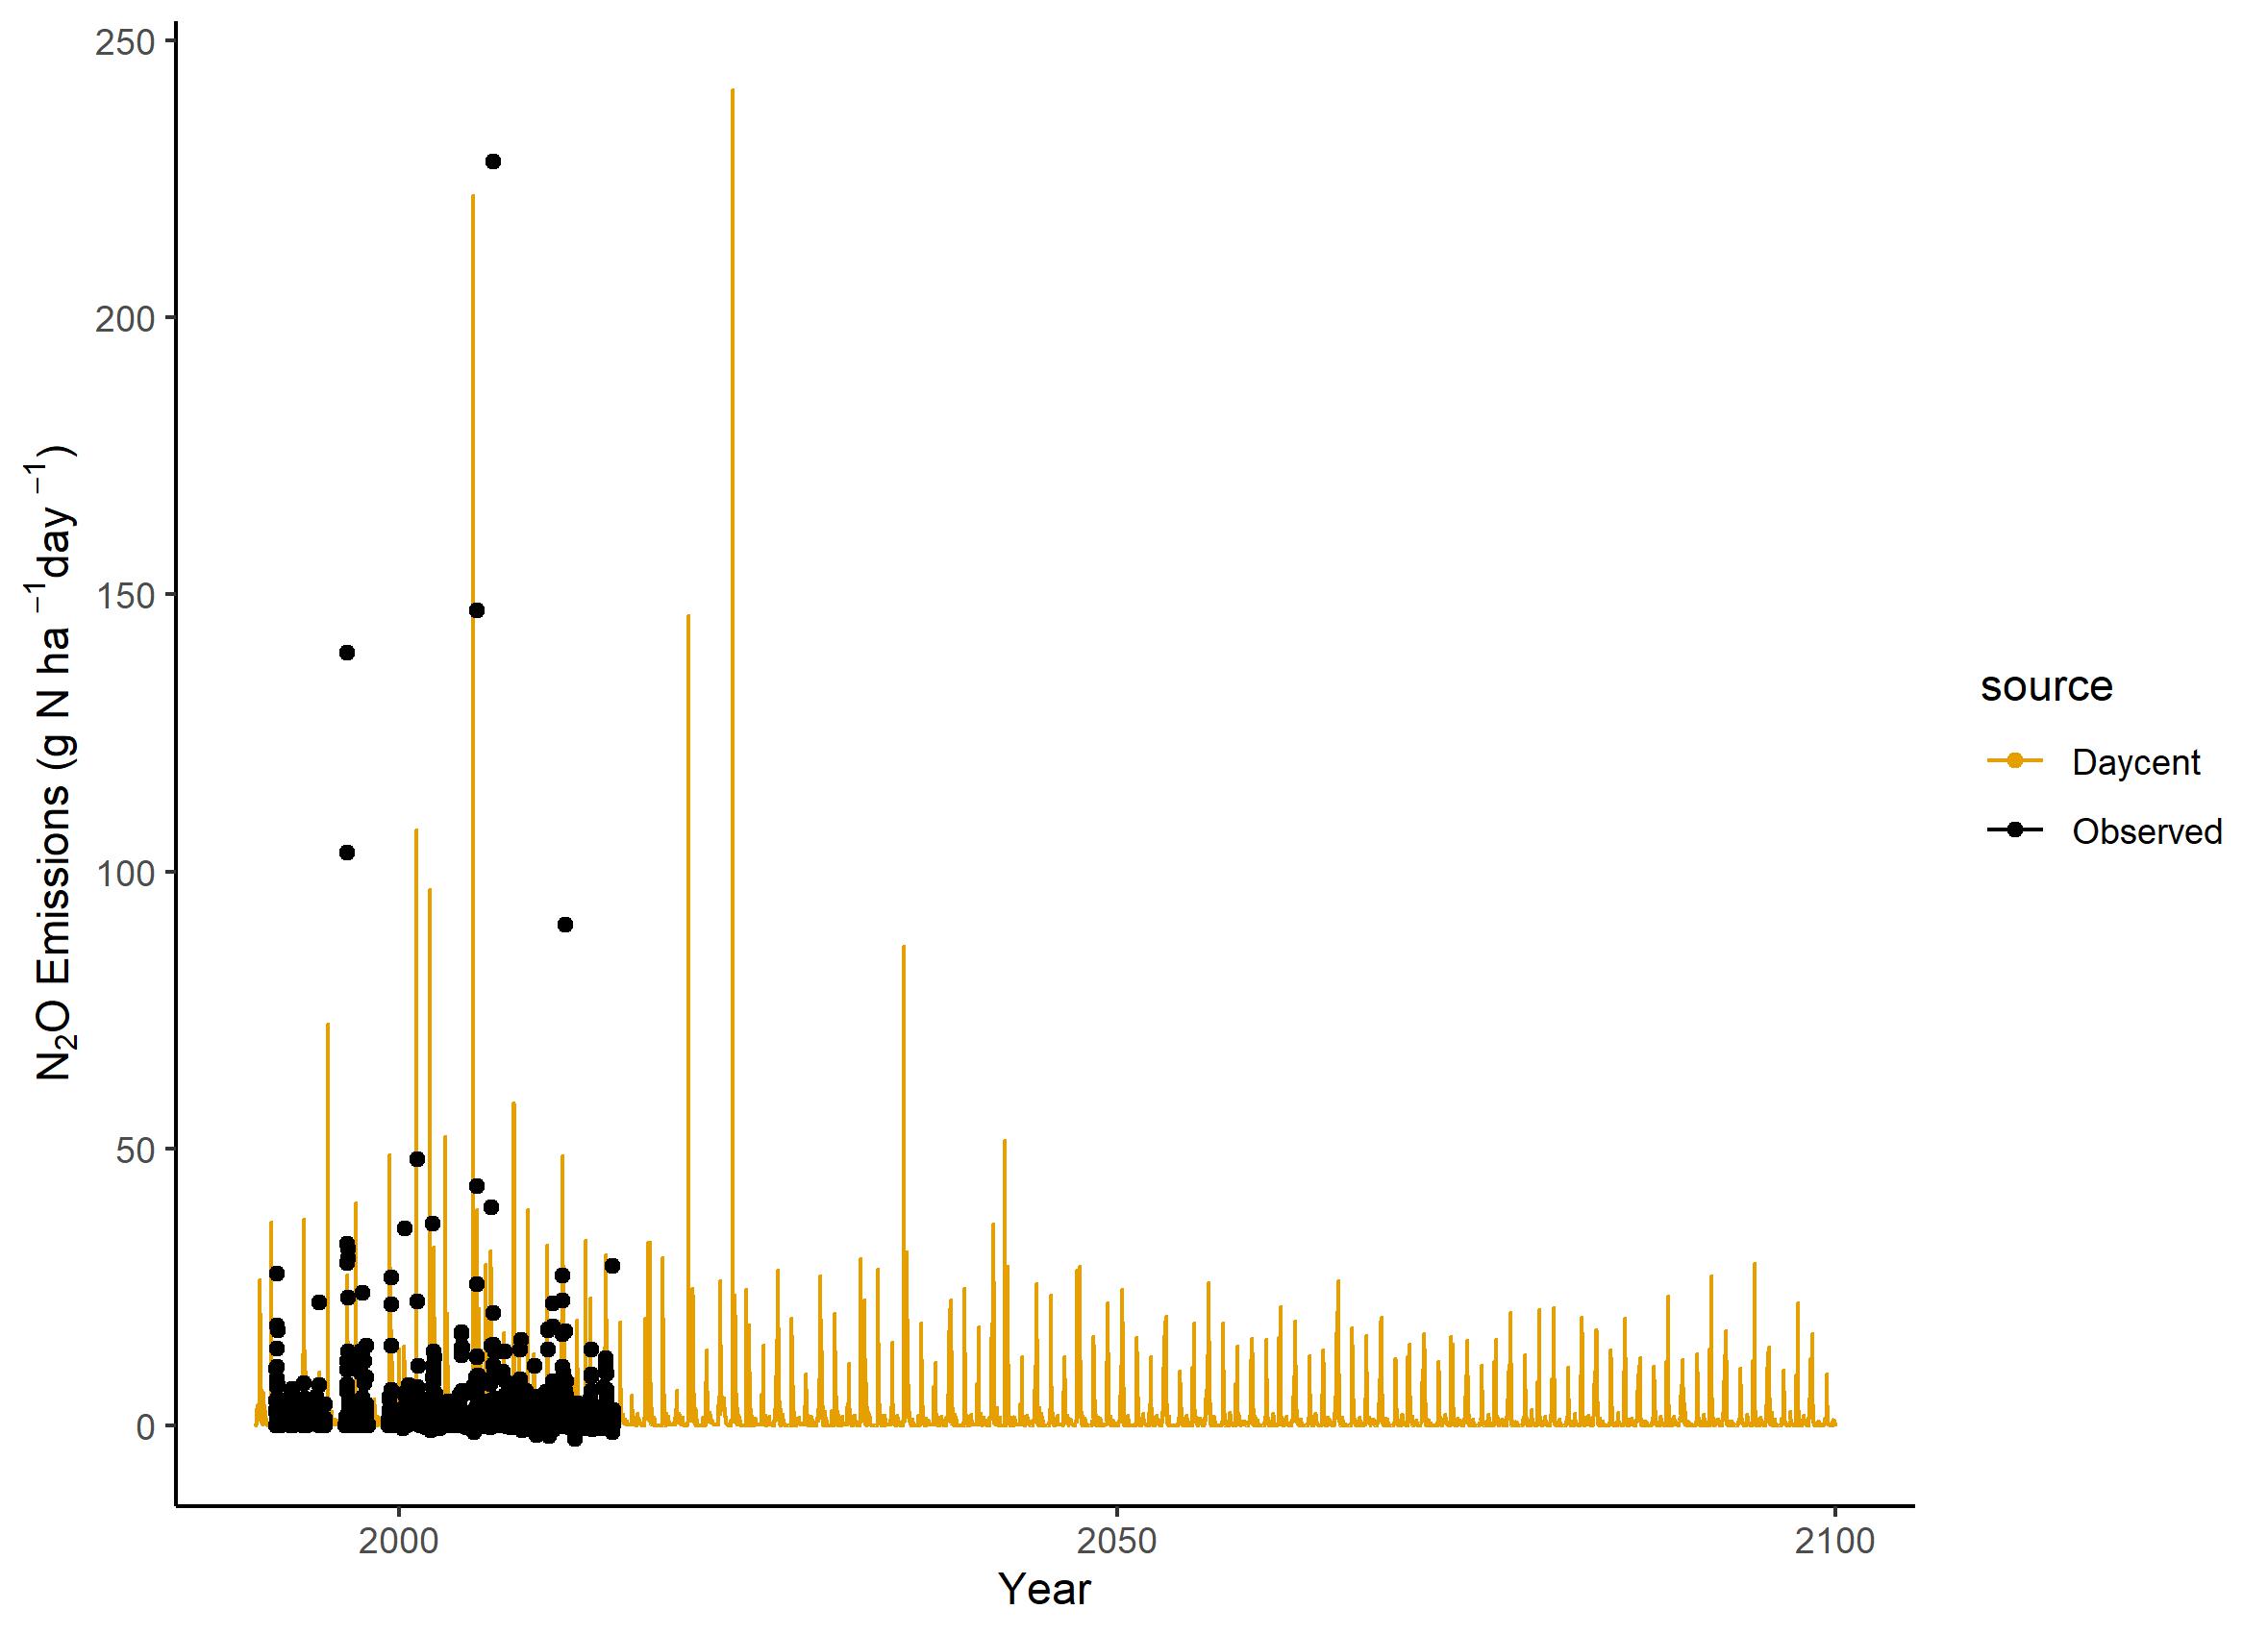 250
200
150
100
50
0
N₂O Emissions (g N ha ⁻¹day ⁻¹)
2000
2050
2100
Year
source
Daycent
Observed